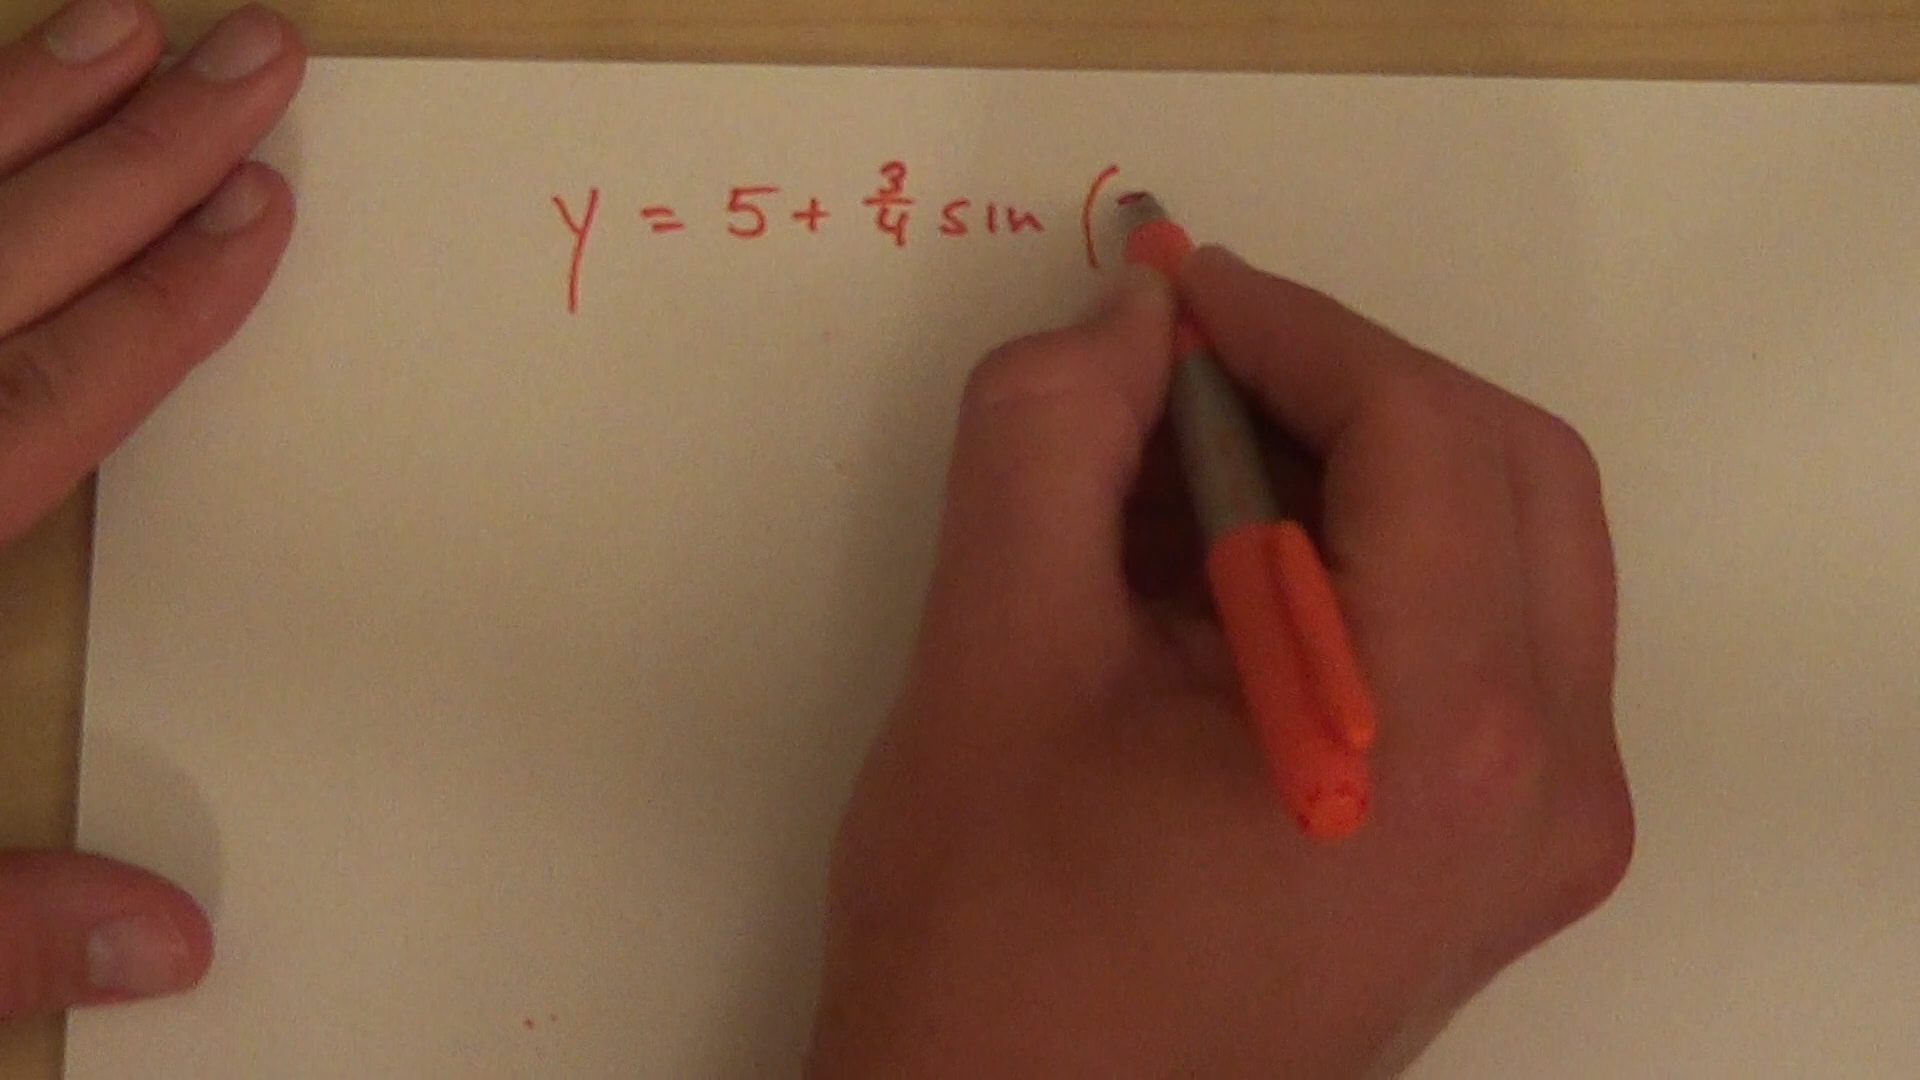 y = 5 + 3/4 sin (